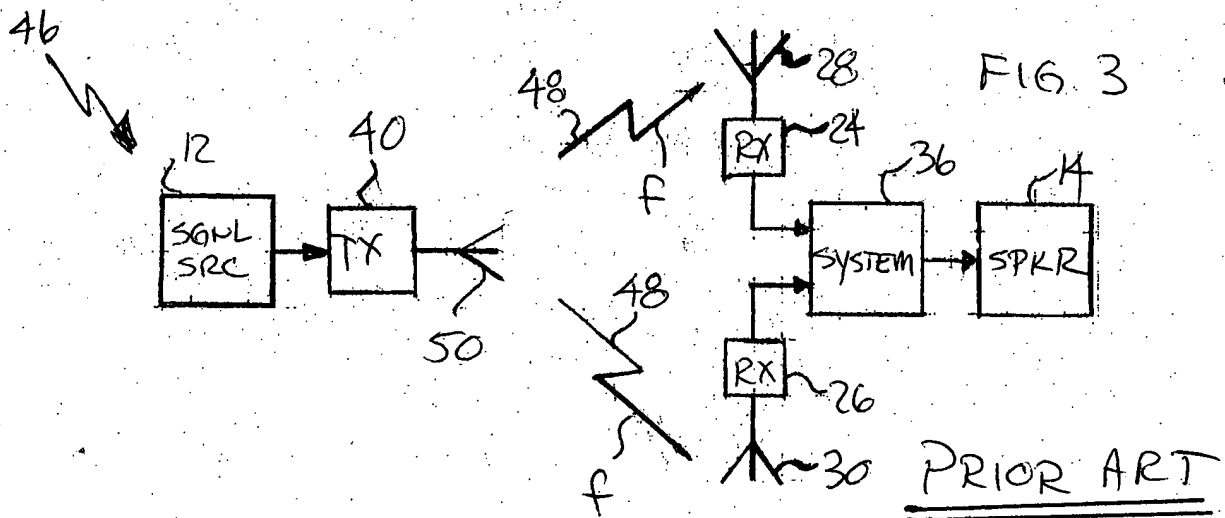 46
28
FIG. 3
48
12
40
f
RX
24
36
14
SGNL
SRC
TX
SYSTEM
SPKR
50
48
RX
26
f
30
PRIOR ART